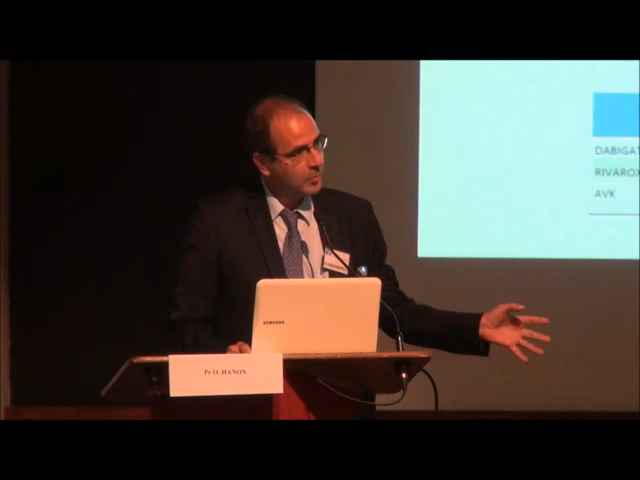 DABIGAT
RIVAROX
AVK
SAMSUNG
Pr O. HANON